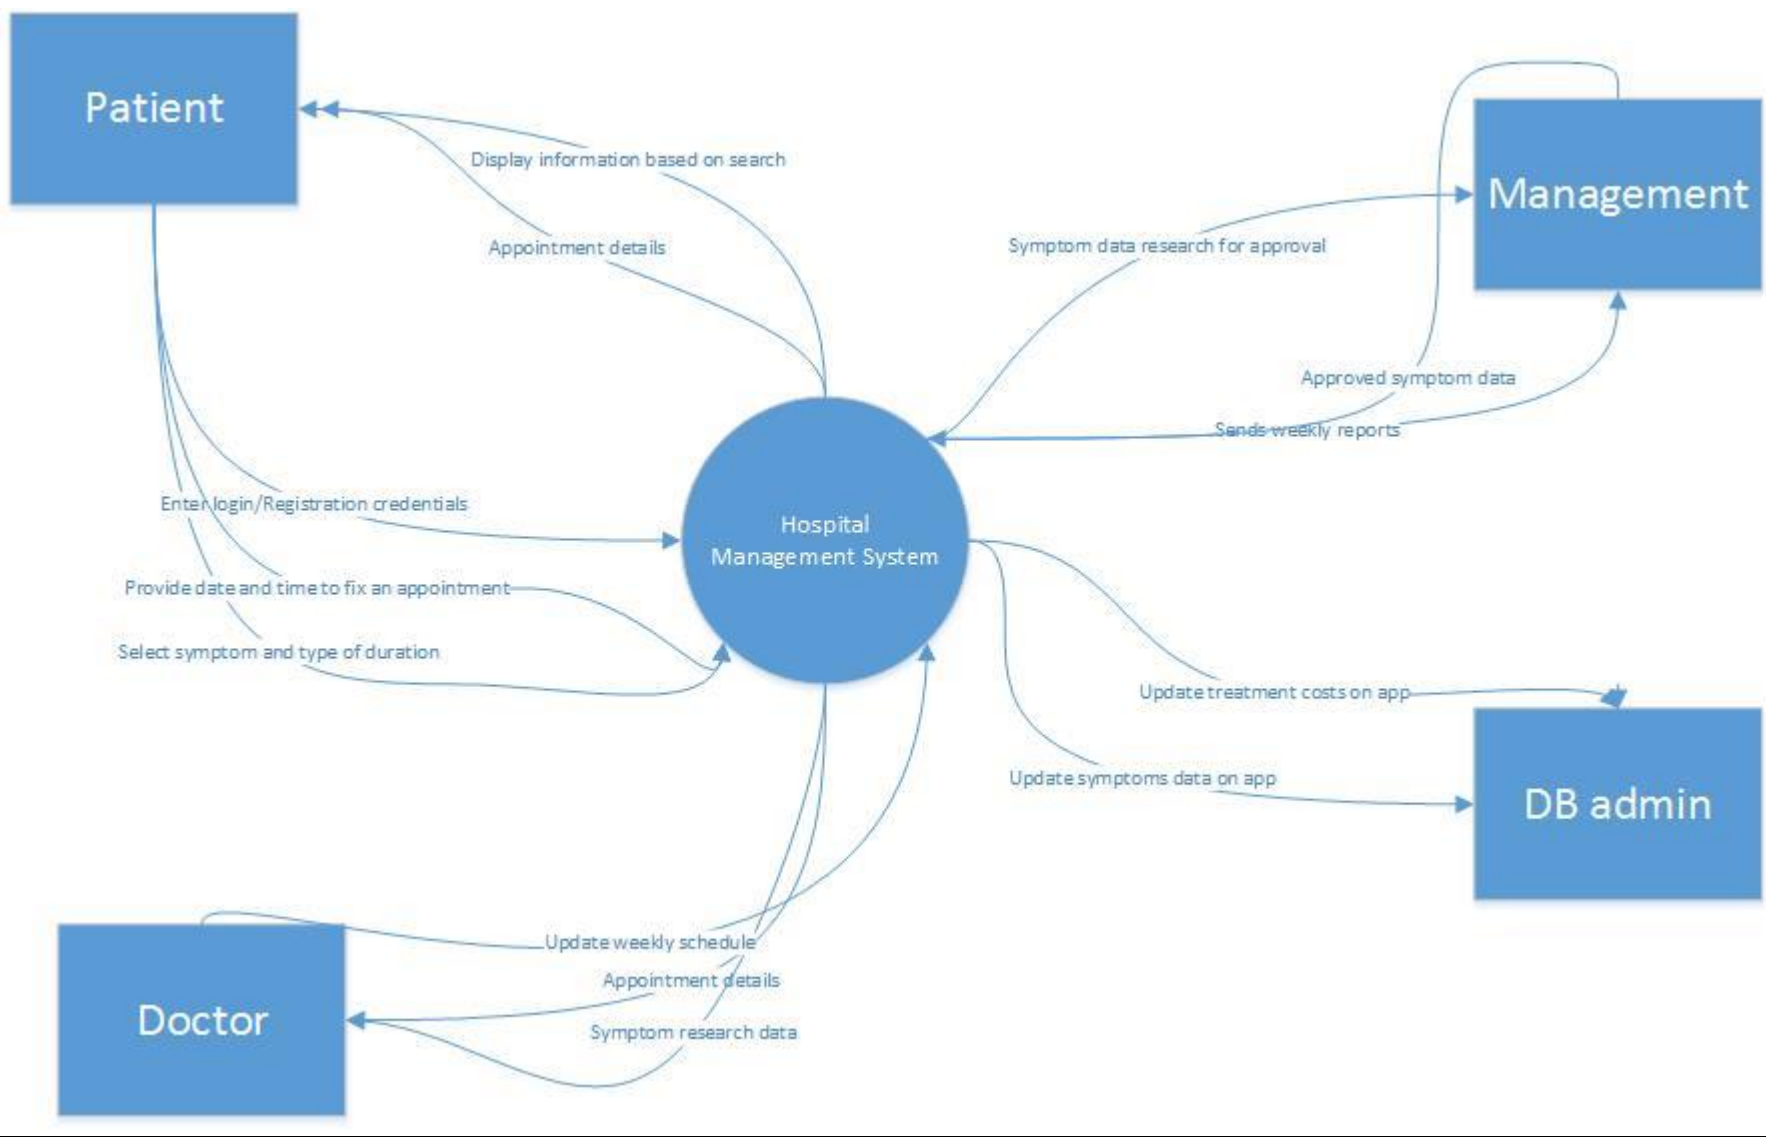 Patient
Display information based on search
Management
Symptom data research for approval
Appointment details
Approved symptom data
Sends weekly reports
Enter login/Registration credentials
Hospital
Management System
Provide date and time to fix an appointment
Select symptom and type of duration
Update treatment costs on app
Update symptoms data on app
DB admin
Update weekly schedule
Appointment details
Doctor
Symptom research data